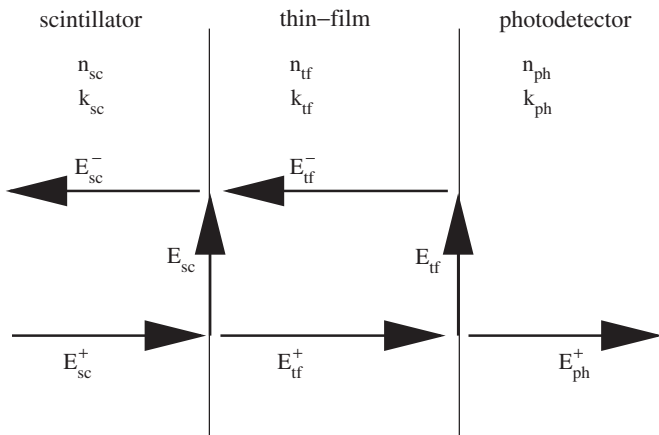 scintillator thin−film photodetector
n_sc n_tf n_ph
k_sc k_tf k_ph
E_sc^− E_tf^−
E_sc E_tf
E_sc^+ E_tf^+ E_ph^+